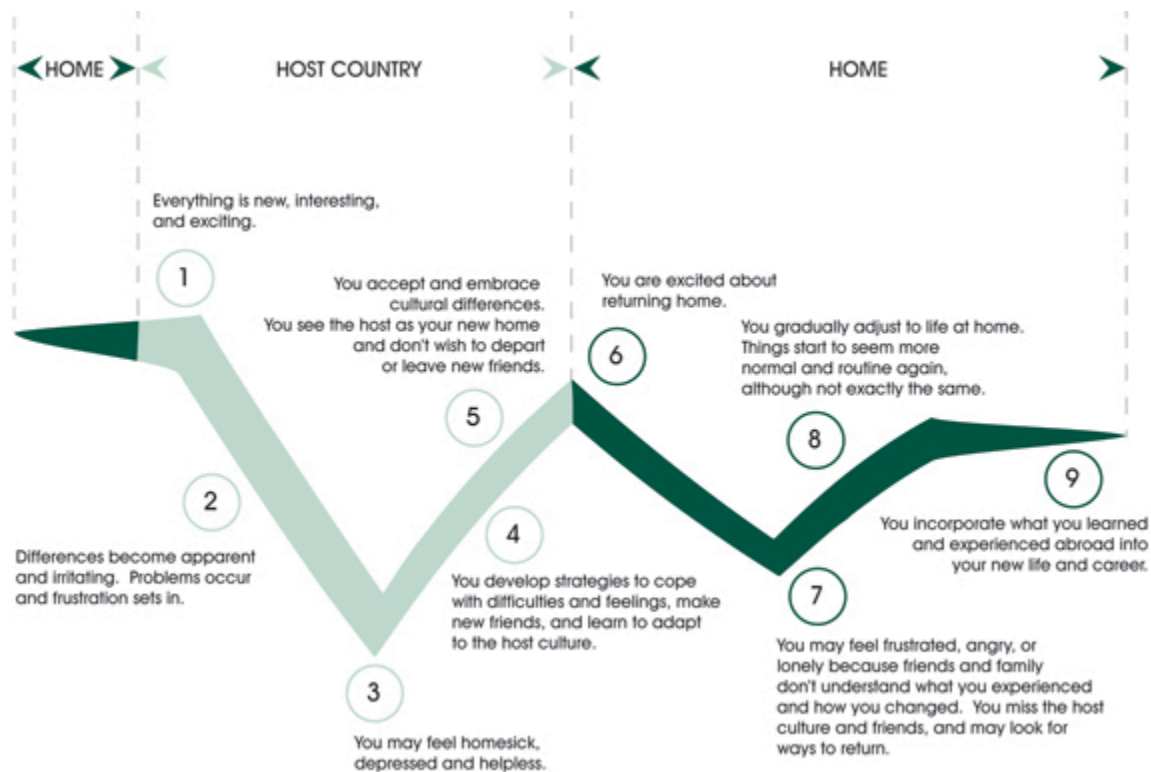 HOME
HOST COUNTRY
HOME
Everything is new, interesting,
and exciting.
1
2
Differences become apparent
and irritating. Problems occur
and frustration sets in.
3
You may feel homesick,
depressed and helpless.
4
You develop strategies to cope
with difficulties and feelings, make
new friends, and learn to adapt
to the host culture.
You accept and embrace
cultural differences.
You see the host as your new home
and don't wish to depart
or leave new friends.
5
You are excited about
returning home.
6
7
You may feel frustrated, angry, or
lonely because friends and family
don't understand what you experienced
and how you changed. You miss the host
culture and friends, and may look for
ways to return.
You gradually adjust to life at home.
Things start to seem more
normal and routine again,
although not exactly the same.
8
9
You incorporate what you learned
and experienced abroad into
your new life and career.